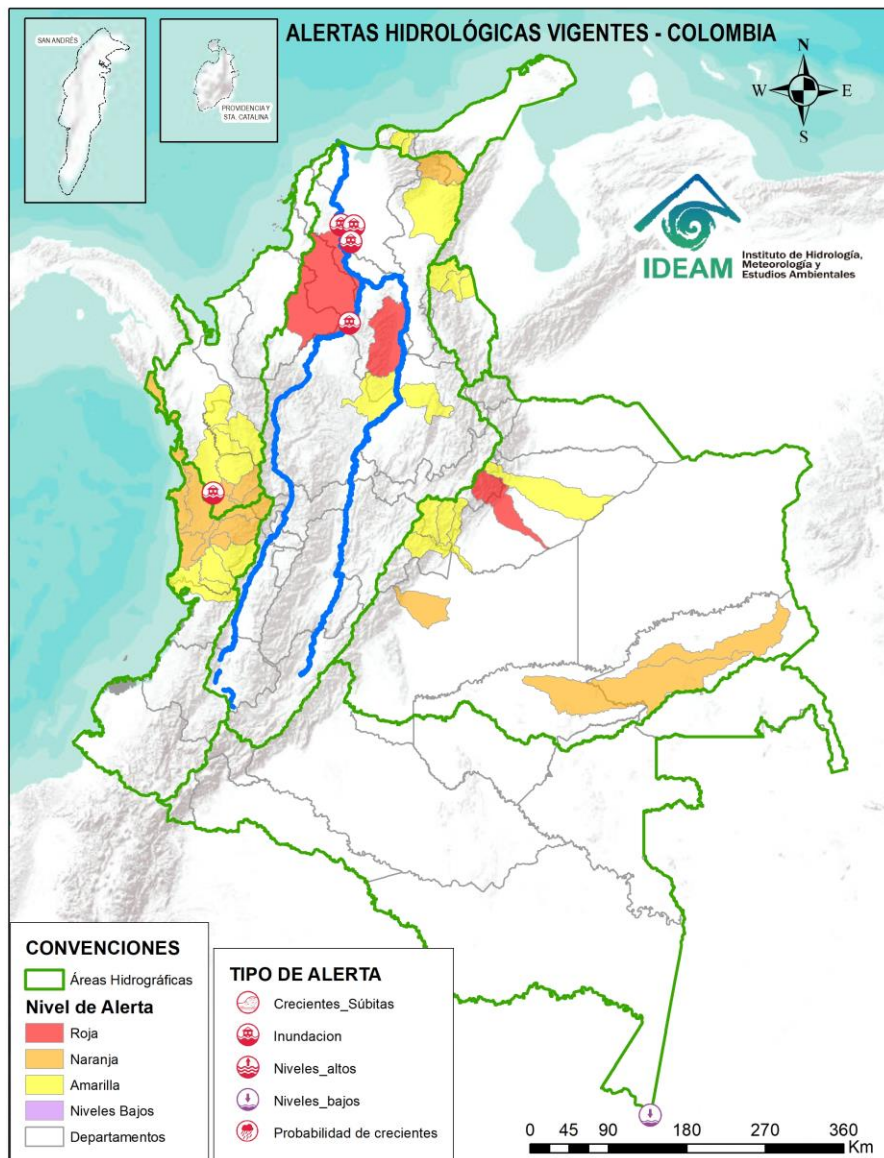 ALERTAS HIDROLÓGICAS VIGENTES - COLOMBIA
SAN ANDRÉS
PROVIDENCIA Y
STA. CATALINA
N
W
E
S
IDEAM
Instituto de Hidrología,
Meteorología y
Estudios Ambientales
CONVENCIONES
Áreas Hidrográficas
Nivel de Alerta
Roja
Naranja
Amarilla
Niveles Bajos
Departamentos
TIPO DE ALERTA
Crecientes_Súbitas
Inundacion
Niveles_altos
Niveles_bajos
Probabilidad de crecientes
0 45 90 180 270 360
Km